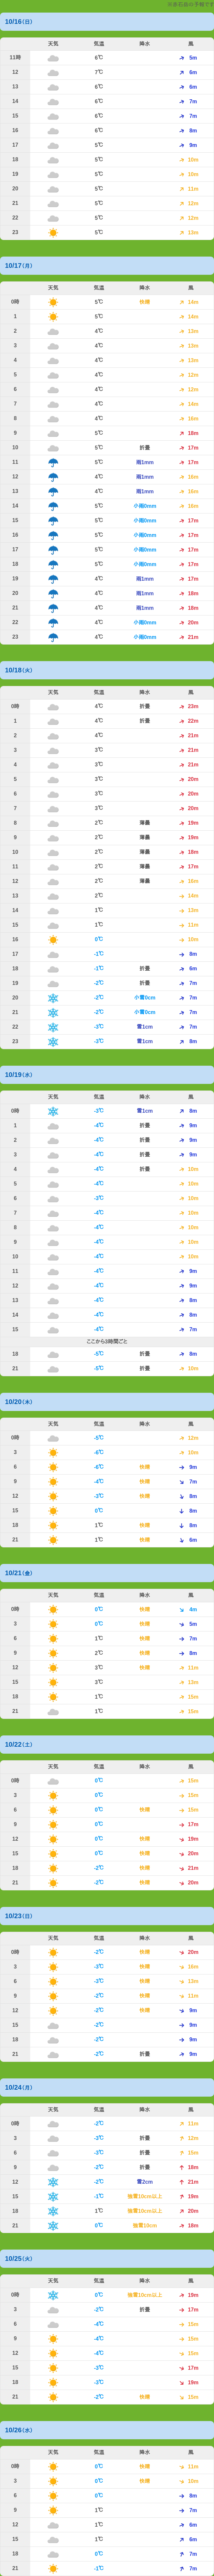 10/16(日)
天気 気温 降水 風
11時 6℃ 5m
12 7℃ 6m
13 6℃ 6m
14 6℃ 7m
15 6℃ 7m
16 6℃ 8m
17 5℃ 9m
18 5℃ 10m
19 5℃ 10m
20 5℃ 11m
21 5℃ 12m
22 5℃ 12m
23 5℃ 13m
10/17(月)
天気 気温 降水 風
0時 5℃ 快晴 14m
1 5℃ 14m
2 4℃ 13m
3 4℃ 13m
4 4℃ 13m
5 4℃ 12m
6 4℃ 12m
7 4℃ 14m
8 4℃ 16m
9 5℃ 18m
10 5℃ 折曇 17m
11 5℃ 雨1mm 17m
12 4℃ 雨1mm 16m
13 4℃ 雨1mm 16m
14 5℃ 小雨0mm 16m
15 5℃ 小雨0mm 17m
16 5℃ 小雨0mm 17m
17 5℃ 小雨0mm 17m
18 5℃ 小雨0mm 17m
19 4℃ 雨1mm 17m
20 4℃ 雨1mm 18m
21 4℃ 雨1mm 18m
22 4℃ 小雨0mm 20m
23 4℃ 小雨0mm 21m
10/18(火)
天気 気温 降水 風
0時 4℃ 折曇 23m
1 4℃ 折曇 22m
2 4℃ 21m
3 3℃ 21m
4 3℃ 21m
5 3℃ 20m
6 3℃ 20m
7 3℃ 20m
8 2℃ 薄曇 19m
9 2℃ 薄曇 19m
10 2℃ 薄曇 18m
11 2℃ 薄曇 17m
12 2℃ 薄曇 16m
13 2℃ 14m
14 1℃ 13m
15 1℃ 11m
16 0℃ 10m
17 -1℃ 8m
18 -1℃ 折曇 6m
19 -2℃ 折曇 7m
20 -2℃ 小雪0cm 7m
21 -2℃ 小雪0cm 7m
22 -3℃ 雪1cm 7m
23 -3℃ 雪1cm 8m
10/19(水)
天気 気温 降水 風
0時 -3℃ 雪1cm 8m
1 -4℃ 折曇 9m
2 -4℃ 折曇 9m
3 -4℃ 折曇 9m
4 -4℃ 折曇 10m
5 -4℃ 10m
6 -3℃ 10m
7 -4℃ 10m
8 -4℃ 10m
9 -4℃ 10m
10 -4℃ 10m
11 -4℃ 9m
12 -4℃ 9m
13 -4℃ 8m
14 -4℃ 8m
15 -4℃ 7m
ここから3時間ごと
18 -5℃ 折曇 8m
21 -5℃ 折曇 10m
10/20(木)
天気 気温 降水 風
0時 -5℃ 12m
3 -6℃ 10m
6 -6℃ 快晴 9m
9 -4℃ 快晴 7m
12 -3℃ 快晴 8m
15 0℃ 8m
18 1℃ 快晴 8m
21 1℃ 快晴 6m
10/21(金)
天気 気温 降水 風
0時 0℃ 快晴 4m
3 0℃ 快晴 5m
6 1℃ 快晴 7m
9 2℃ 快晴 8m
12 3℃ 快晴 11m
15 3℃ 13m
18 1℃ 15m
21 1℃ 15m
10/22(土)
天気 気温 降水 風
0時 0℃ 15m
3 0℃ 15m
6 0℃ 快晴 15m
9 0℃ 17m
12 0℃ 快晴 19m
15 0℃ 快晴 20m
18 -2℃ 快晴 21m
21 -2℃ 快晴 20m
10/23(日)
天気 気温 降水 風
0時 -2℃ 快晴 20m
3 -3℃ 快晴 16m
6 -3℃ 快晴 13m
9 -2℃ 快晴 11m
12 -2℃ 快晴 9m
15 -2℃ 9m
18 -2℃ 9m
21 -2℃ 折曇 9m
10/24(月)
天気 気温 降水 風
0時 -2℃ 11m
3 -3℃ 折曇 12m
6 -3℃ 折曇 15m
9 -2℃ 折曇 18m
12 -2℃ 雪2cm 21m
15 -1℃ 強雪10cm以上 19m
18 1℃ 強雪10cm以上 20m
21 0℃ 強雪10cm 18m
10/25(火)
天気 気温 降水 風
0時 0℃ 強雪10cm以上 19m
3 -2℃ 折曇 17m
6 -4℃ 15m
9 -4℃ 15m
12 -4℃ 15m
15 -3℃ 17m
18 -3℃ 19m
21 -2℃ 快晴 15m
10/26(水)
天気 気温 降水 風
0時 0℃ 快晴 11m
3 0℃ 快晴 10m
6 0℃ 8m
9 1℃ 7m
12 1℃ 6m
15 1℃ 6m
18 0℃ 7m
21 -1℃ 7m